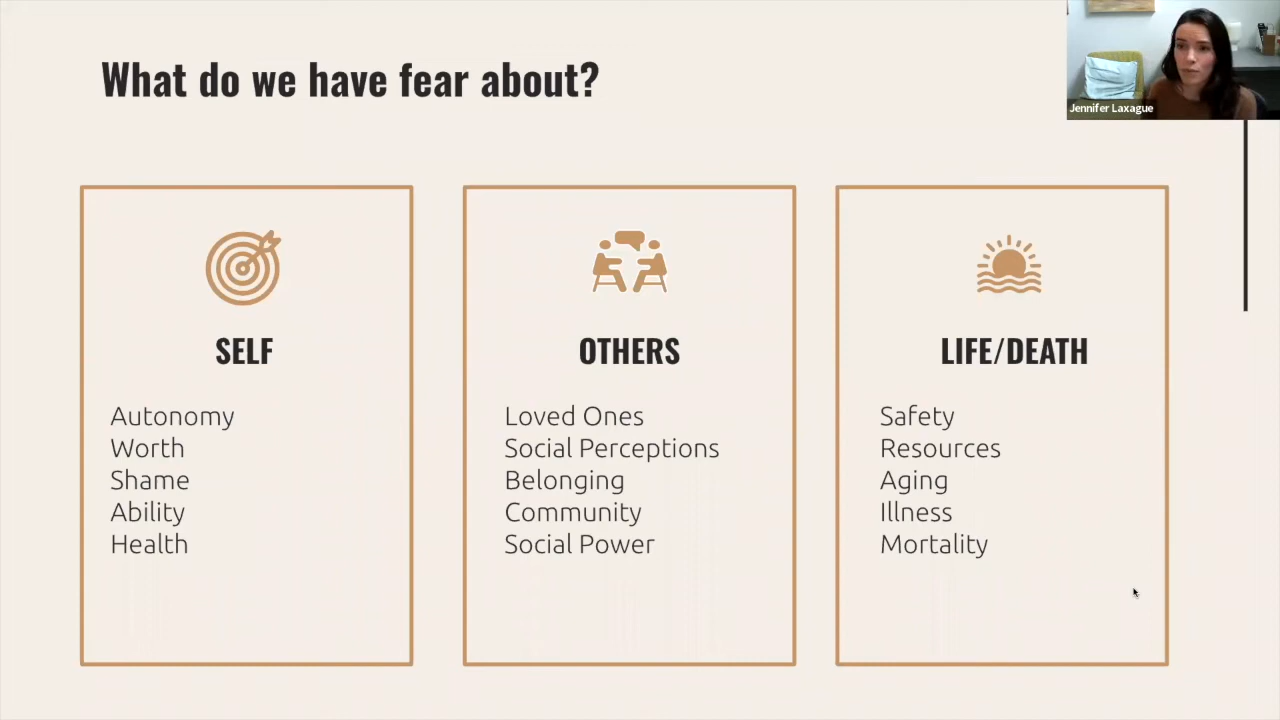 What do we have fear about?
Jennifer Laxague
SELF
Autonomy
Worth
Shame
Ability
Health
OTHERS
Loved Ones
Social Perceptions
Belonging
Community
Social Power
LIFE/DEATH
Safety
Resources
Aging
Illness
Mortality